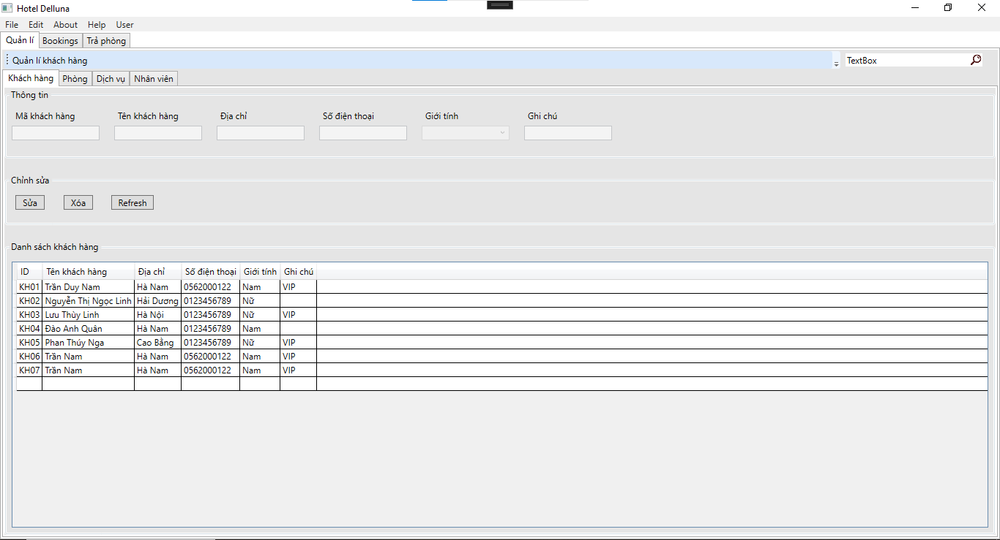 Hotel Delluna
File Edit About Help User
Quản lí Bookings Trả phòng
Quản lí khách hàng TextBox
Khách hàng Phòng Dịch vụ Nhân viên
Thông tin
Mã khách hàng Tên khách hàng Địa chỉ Số điện thoại Giới tính Ghi chú
Chỉnh sửa
Sửa Xóa Refresh
Danh sách khách hàng
ID Tên khách hàng Địa chỉ Số điện thoại Giới tính Ghi chú
KH01 Trần Duy Nam Hà Nam 0562000122 Nam VIP
KH02 Nguyễn Thị Ngọc Linh Hải Dương 0123456789 Nữ
KH03 Lưu Thùy Linh Hà Nội 0123456789 Nữ VIP
KH04 Đào Anh Quân Hà Nam 0123456789 Nam
KH05 Phan Thúy Nga Cao Bằng 0123456789 Nữ VIP
KH06 Trần Nam Hà Nam 0562000122 Nam VIP
KH07 Trần Nam Hà Nam 0562000122 Nam VIP